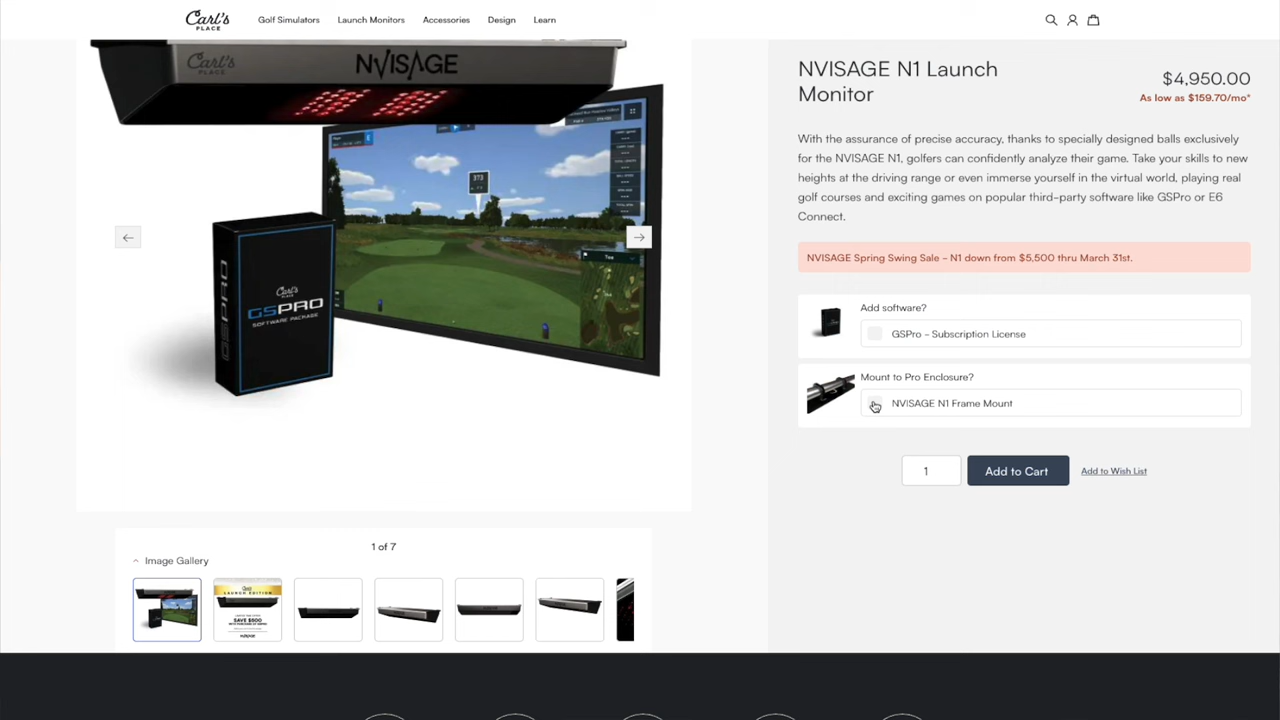 Carl's
PLACE
Golf Simulators
Launch Monitors
Accessories
Design
Learn
Carl's
PLACE
NVISAGE
373
Tee
Carl's
PLACE
GSPRO
SOFTWARE PACKAGE
GSPRO
1 of 7
Image Gallery
Carl's
LAUNCH EDITION
SAVE $500
NVISAGE N1 Launch
Monitor
$4,950.00
As low as $159.70/mo*
With the assurance of precise accuracy, thanks to specially designed balls exclusively
for the NVISAGE N1, golfers can confidently analyze their game. Take your skills to new
heights at the driving range or even immerse yourself in the virtual world, playing real
golf courses and exciting games on popular third-party software like GSPro or E6
Connect.
NVISAGE Spring Swing Sale – N1 down from $5,500 thru March 31st.
Add software?
GSPro – Subscription License
Mount to Pro Enclosure?
NVISAGE N1 Frame Mount
1
Add to Cart
Add to Wish List